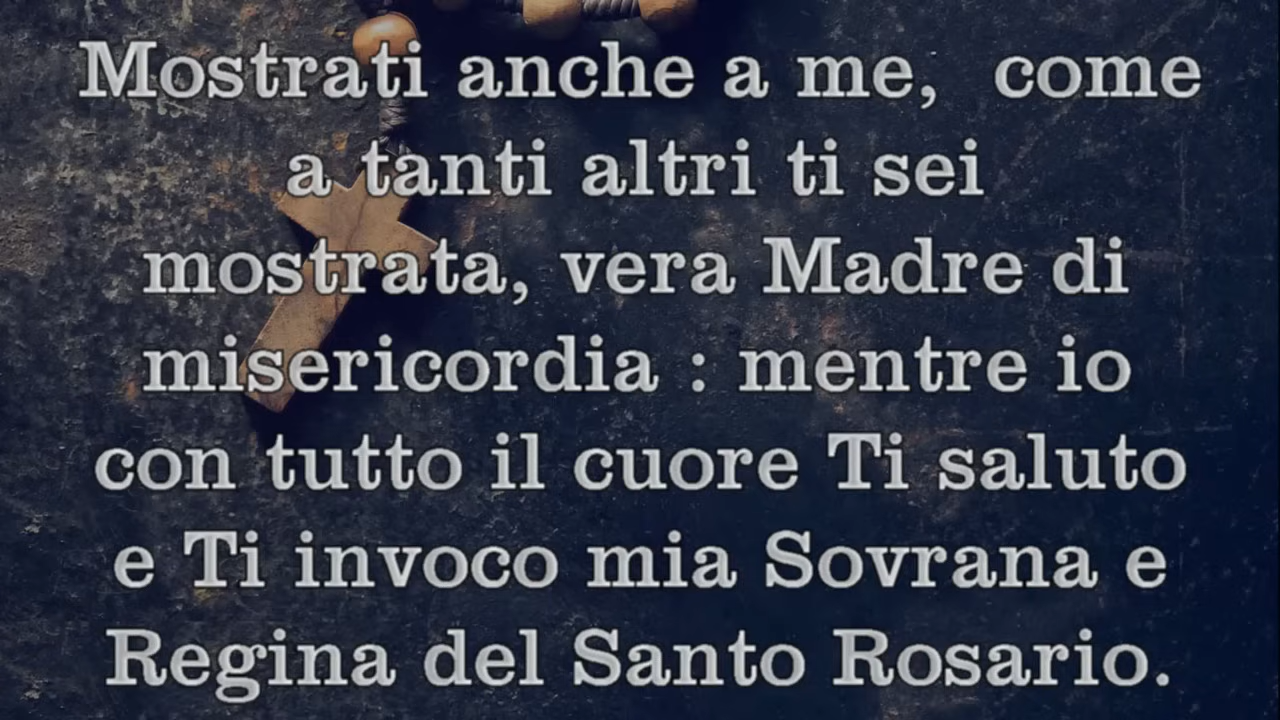 Mostrati anche a me,  come
a tanti altri ti sei
mostrata, vera Madre di
misericordia : mentre io
con tutto il cuore Ti saluto
e Ti invoco mia Sovrana e
Regina del Santo Rosario.